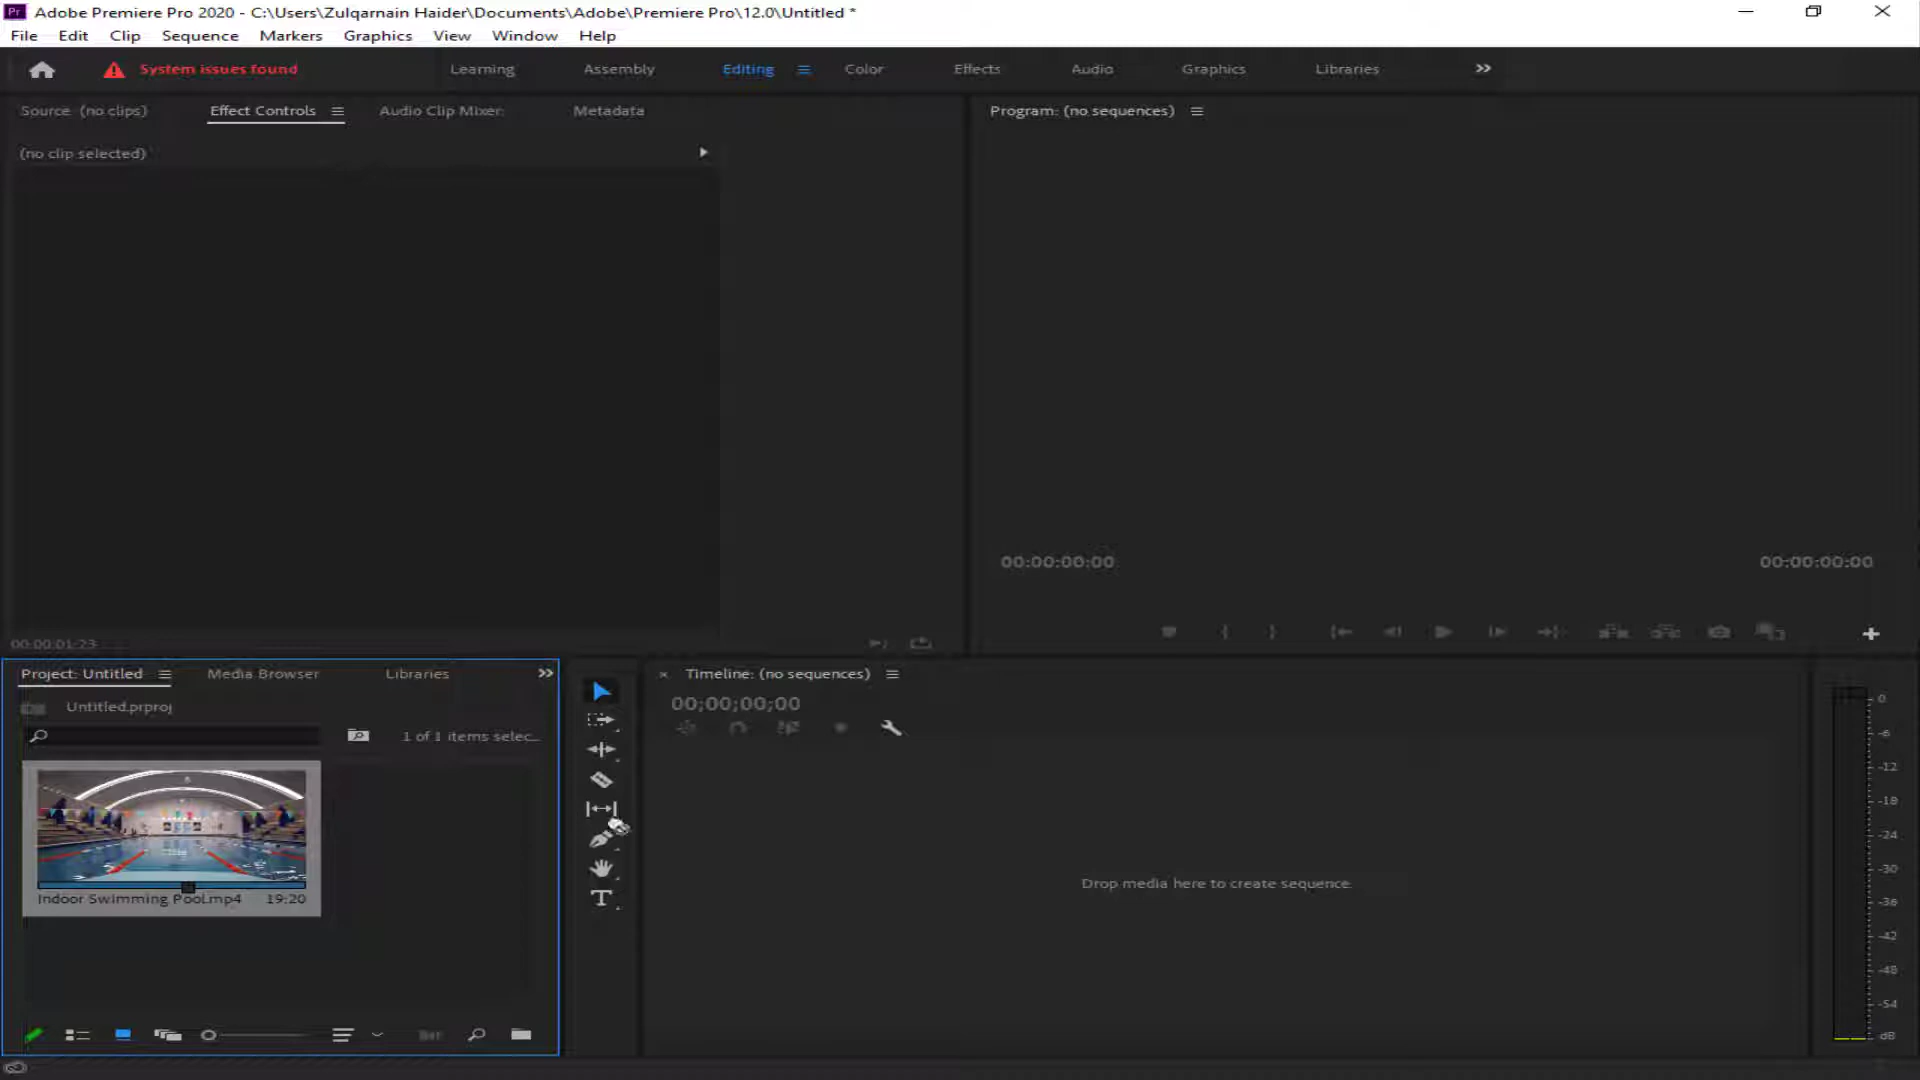 Pr Adobe Premiere Pro 2020 - C:\Users\Zulqarnain Haider\Documents\Adobe\Premiere Pro\12.0\Untitled *
File Edit Clip Sequence Markers Graphics View Window Help
System issues found Learning Assembly Editing Color Effects Audio Graphics Libraries
Source: (no clips) Effect Controls Audio Clip Mixer: Metadata Program: (no sequences)
(no clip selected)
00:00:00:00 00:00:00:00
00:00:01:23
Project: Untitled Media Browser Libraries Timeline: (no sequences)
Untitled.prproj 00;00;00;00
1 of 1 items selec...
0
-6
-12
-18
-24
-30
-36
-42
-48
-54
dB
Drop media here to create sequence.
Indoor Swimming Pool.mp4 19:20
T